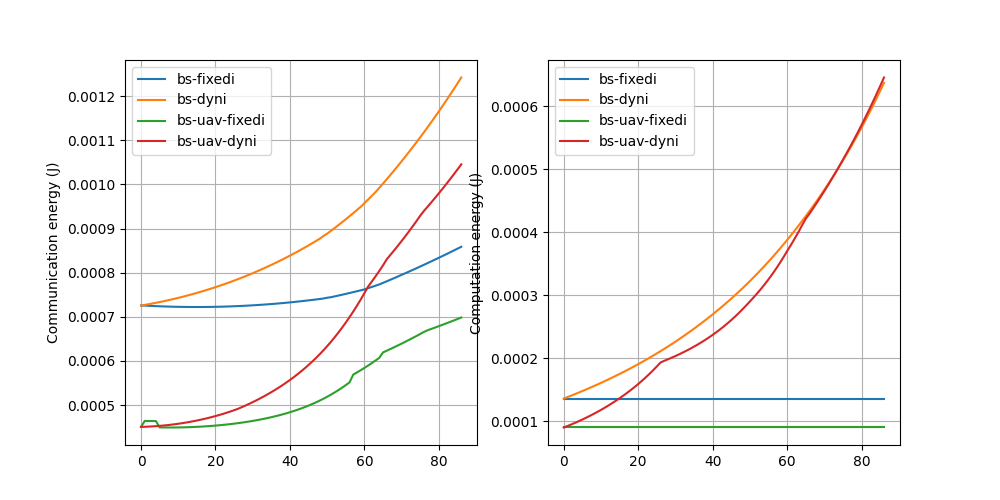 Communication energy (J)
0.0012
0.0011
0.0010
0.0009
0.0008
0.0007
0.0006
0.0005
0
20
40
60
80
bs-fixedi
bs-dyni
bs-uav-fixedi
bs-uav-dyni
Computation energy (J)
0.0006
0.0005
0.0004
0.0003
0.0002
0.0001
0
20
40
60
80
bs-fixedi
bs-dyni
bs-uav-fixedi
bs-uav-dyni